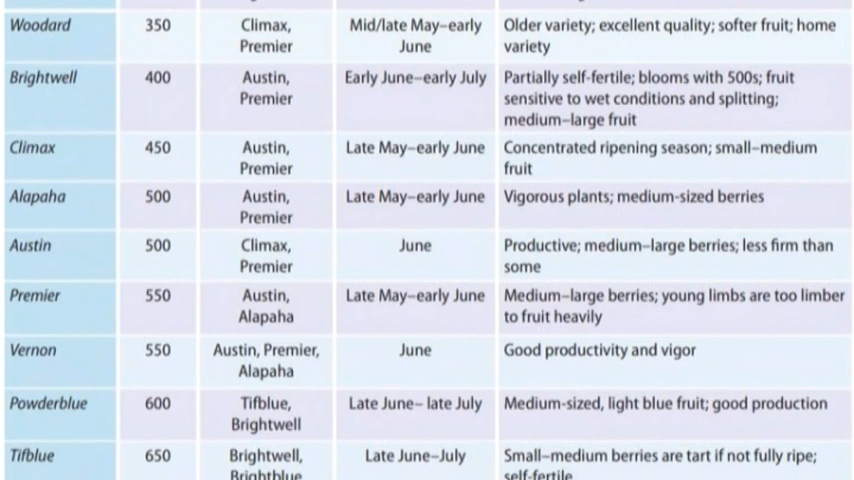 Woodard 350 Climax, Mid/late May–early Older variety; excellent quality; softer fruit; home
Premier June variety
Brightwell 400 Austin, Early June–early July Partially self-fertile; blooms with 500s; fruit
Premier sensitive to wet conditions and splitting;
medium–large fruit
Climax 450 Austin, Late May–early June Concentrated ripening season; small–medium
Premier fruit
Alapaha 500 Austin, Late May–early June Vigorous plants; medium-sized berries
Premier
Austin 500 Climax, June Productive; medium–large berries; less firm than
Premier some
Premier 550 Austin, Late May–early June Medium–large berries; young limbs are too limber
Alapaha to fruit heavily
Vernon 550 Austin, Premier, June Good productivity and vigor
Alapaha
Powderblue 600 Tifblue, Late June– late July Medium-sized, light blue fruit; good production
Brightwell
Tifblue 650 Brightwell, Late June–July Small–medium berries are tart if not fully ripe;
Brightblue self-fertile